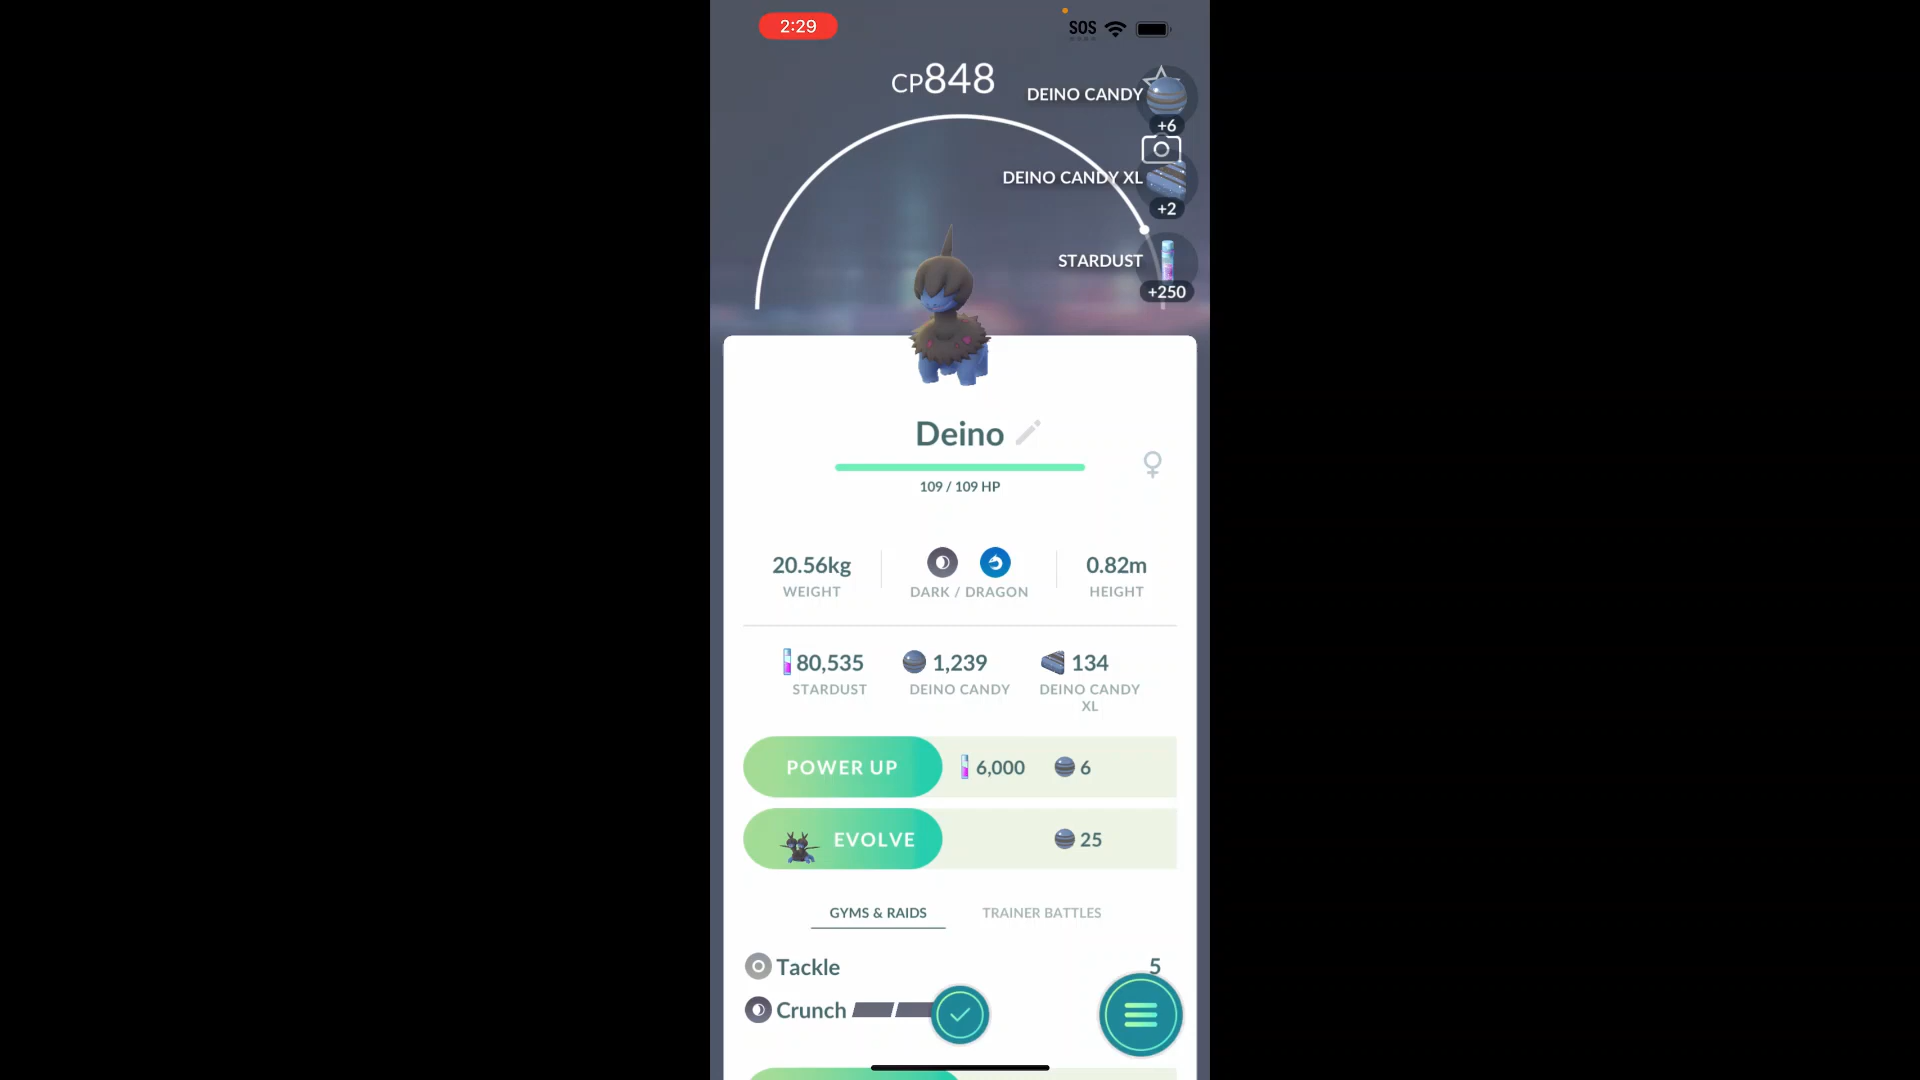 2:29
SOS
CP848
DEINO CANDY
+6
DEINO CANDY XL
+2
STARDUST
+250
Deino
109 / 109 HP
20.56kg
WEIGHT
DARK / DRAGON
0.82m
HEIGHT
80,535
STARDUST
1,239
DEINO CANDY
134
DEINO CANDY
XL
POWER UP
6,000
6
EVOLVE
25
GYMS & RAIDS
TRAINER BATTLES
Tackle
5
Crunch